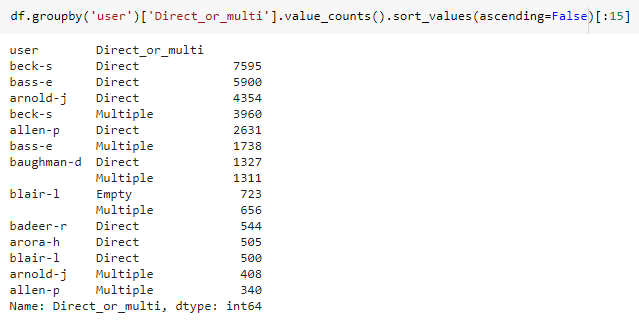 df.groupby('user')['Direct_or_multi'].value_counts().sort_values(ascending=False)[:15]
user Direct_or_multi
beck-s Direct 7595
bass-e Direct 5900
arnold-j Direct 4354
beck-s Multiple 3960
allen-p Direct 2631
bass-e Multiple 1738
baughman-d Direct 1327
Multiple 1311
blair-l Empty 723
Multiple 656
badeer-r Direct 544
arora-h Direct 505
blair-l Direct 500
arnold-j Multiple 408
allen-p Multiple 340
Name: Direct_or_multi, dtype: int64